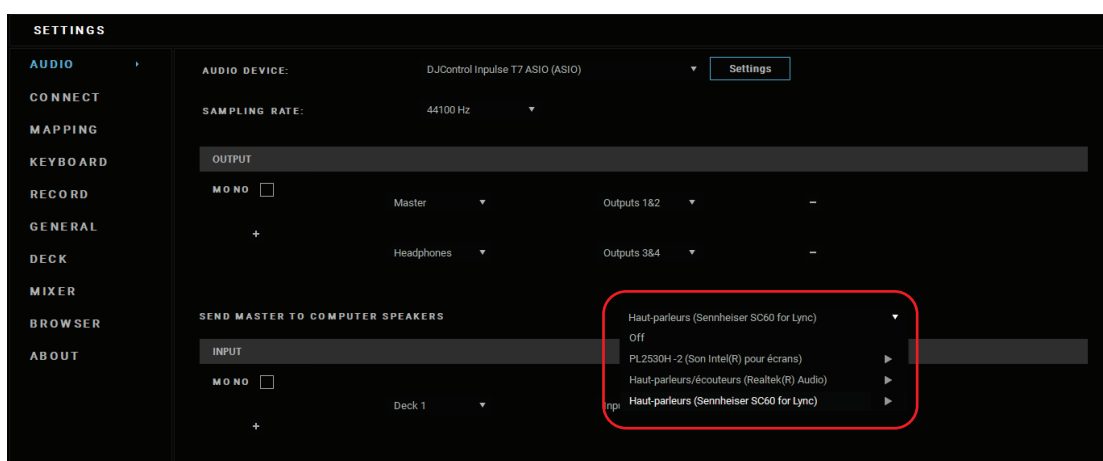 SETTINGS
AUDIO
CONNECT
MAPPING
KEYBOARD
RECORD
GENERAL
DECK
MIXER
BROWSER
ABOUT
AUDIO DEVICE: DJControl Inpulse T7 ASIO (ASIO) Settings
SAMPLING RATE: 44100 Hz
OUTPUT
MONO
Master Outputs 1&2 –
+
Headphones Outputs 3&4 –
SEND MASTER TO COMPUTER SPEAKERS Haut-parleurs (Sennheiser SC60 for Lync)
Off
INPUT PL2530H -2 (Son Intel(R) pour écrans)
MONO Haut-parleurs/écouteurs (Realtek(R) Audio)
Deck 1 Haut-parleurs (Sennheiser SC60 for Lync)
+